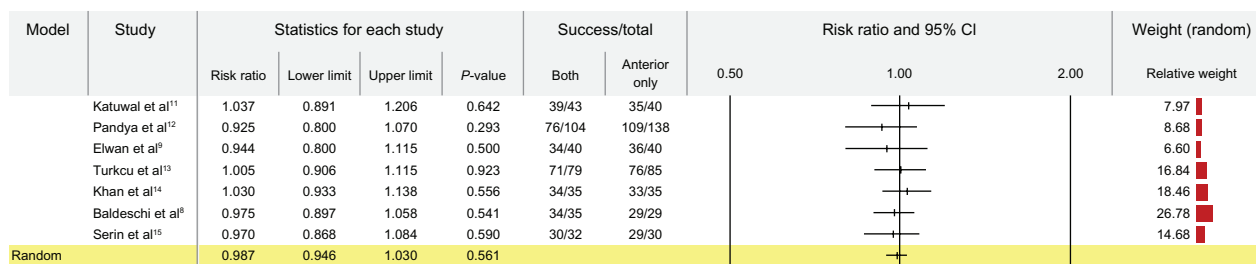 Model Study Statistics for each study Success/total Risk ratio and 95% CI Weight (random)
Risk ratio Lower limit Upper limit P-value Both Anterior only 0.50 1.00 2.00 Relative weight
Katuwal et al¹¹ 1.037 0.891 1.206 0.642 39/43 35/40 7.97
Pandya et al¹² 0.925 0.800 1.070 0.293 76/104 109/138 8.68
Elwan et al⁹ 0.944 0.800 1.115 0.500 34/40 36/40 6.60
Turkcu et al¹³ 1.005 0.906 1.115 0.923 71/79 76/85 16.84
Khan et al¹⁴ 1.030 0.933 1.138 0.556 34/35 33/35 18.46
Baldeschi et al⁸ 0.975 0.897 1.058 0.541 34/35 29/29 26.78
Serin et al¹⁵ 0.970 0.868 1.084 0.590 30/32 29/30 14.68
Random 0.987 0.946 1.030 0.561